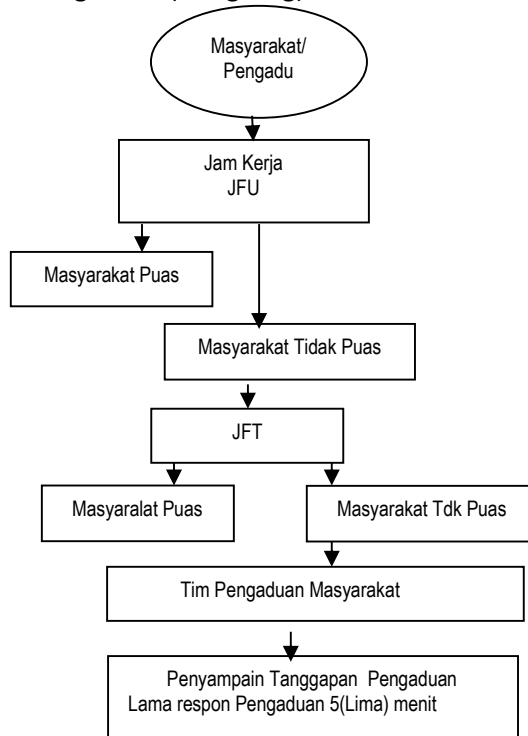 Masyarakat/
Pengadu
Jam Kerja
JFU
Masyarakat Puas
Masyarakat Tidak Puas
JFT
Masyaralat Puas
Masyarakat Tdk Puas
Tim Pengaduan Masyarakat
Penyampain Tanggapan Pengaduan
Lama respon Pengaduan 5(Lima) menit